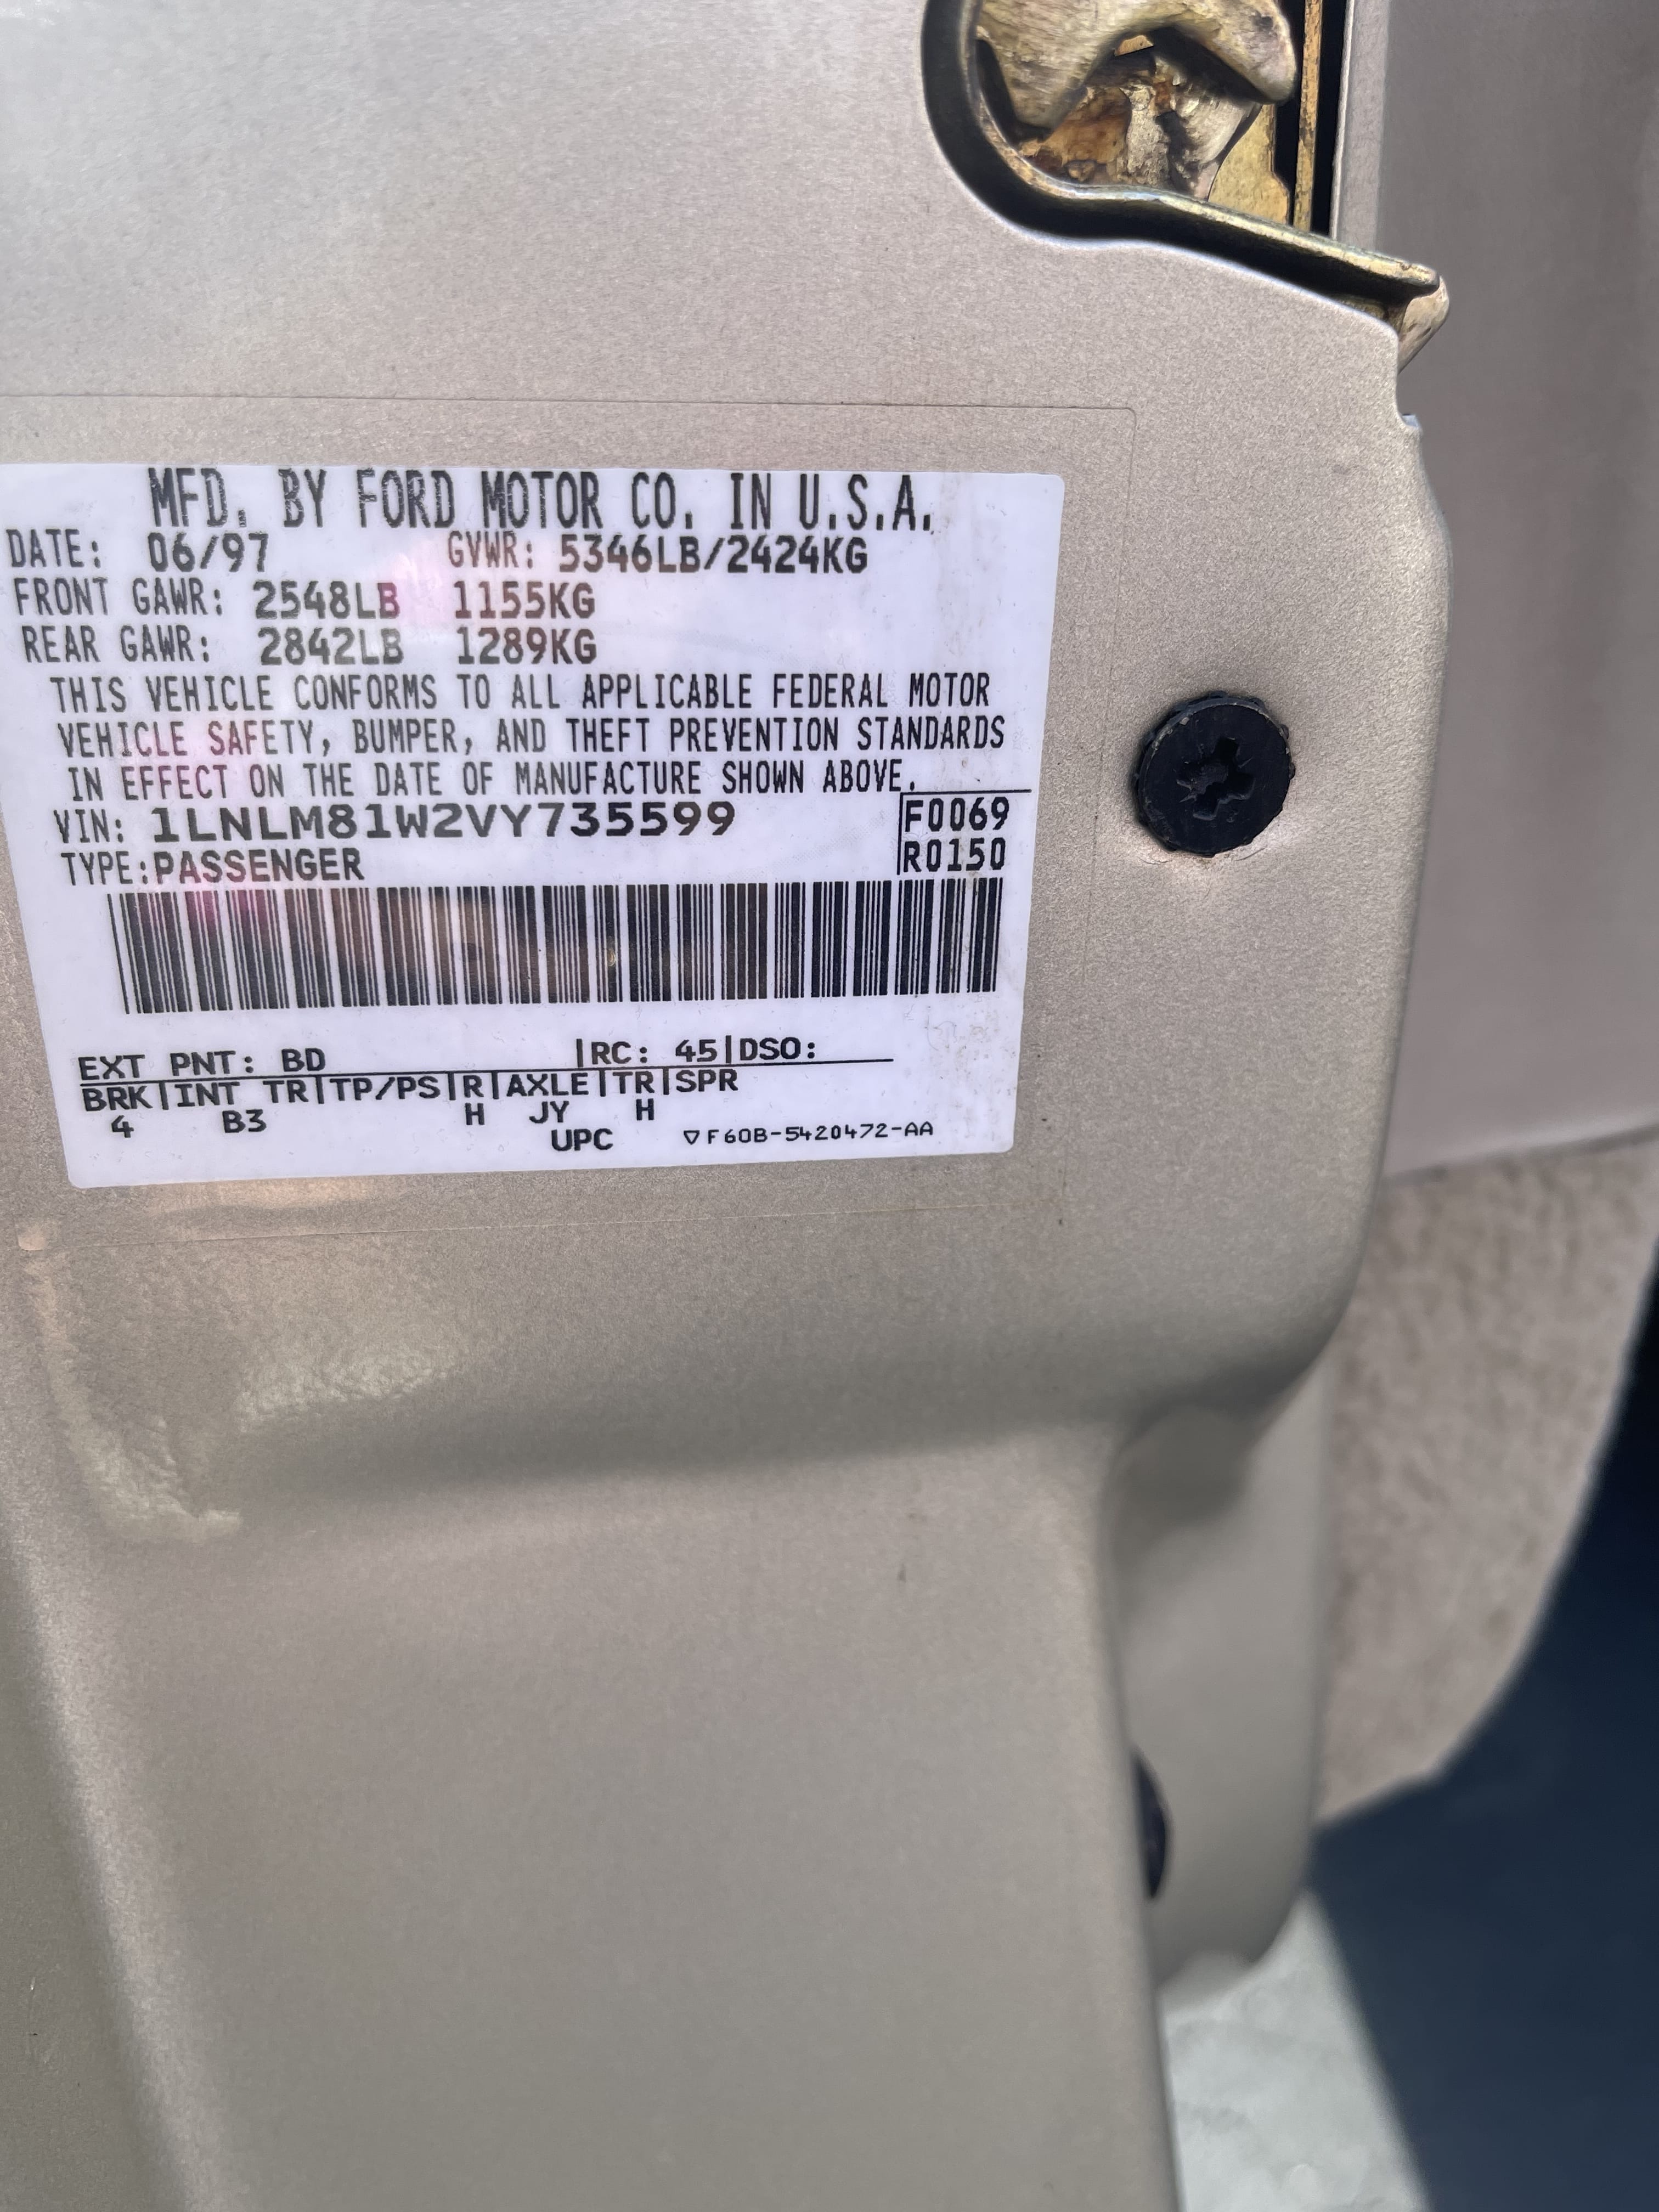 MFD. BY FORD MOTOR CO. IN U.S.A.
DATE: 06/97 GVWR: 5346LB/2424KG
FRONT GAWR: 2548LB 1155KG
REAR GAWR: 2842LB 1289KG
THIS VEHICLE CONFORMS TO ALL APPLICABLE FEDERAL MOTOR
VEHICLE SAFETY, BUMPER, AND THEFT PREVENTION STANDARDS
IN EFFECT ON THE DATE OF MANUFACTURE SHOWN ABOVE.
VIN: 1LNLM81W2VY735599 F0069
TYPE: PASSENGER R0150
EXT PNT: BD |RC: 45|DSO:
BRK|INT TR|TP/PS|R|AXLE|TR|SPR
4 B3 H JY H
UPC ▽F60B-5420472-AA